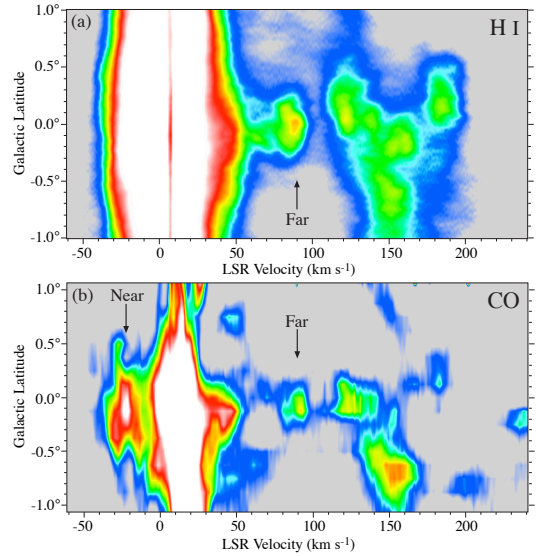 (a)
H I
1.0°
0.5°
0.0°
-0.5°
-1.0°
Galactic Latitude
Far
-50 0 50 100 150 200
LSR Velocity (km s-1)
(b)
Near
CO
Far
1.0°
0.5°
0.0°
-0.5°
-1.0°
Galactic Latitude
-50 0 50 100 150 200
LSR Velocity (km s-1)